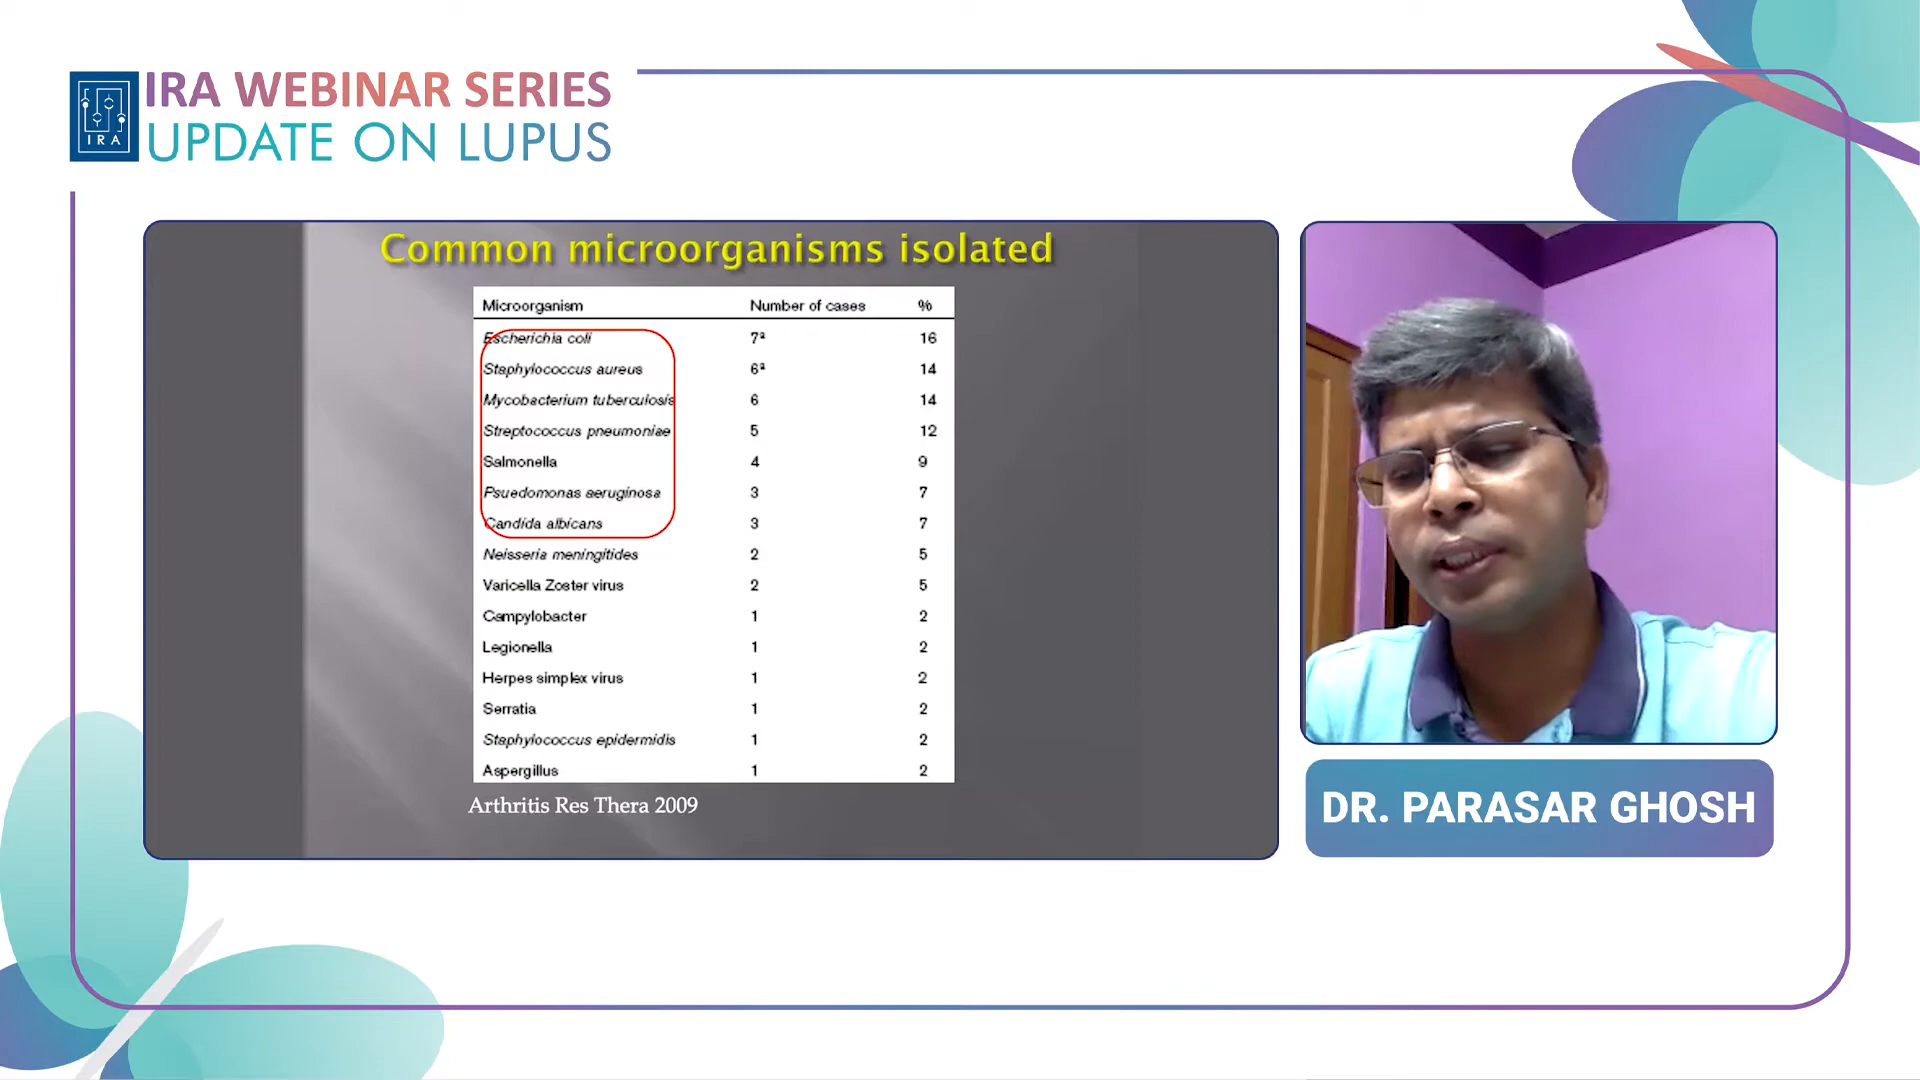 IRA WEBINAR SERIES
UPDATE ON LUPUS
IRA
Common microorganisms isolated
Microorganism Number of cases %
Escherichia coli 7ª 16
Staphylococcus aureus 6ª 14
Mycobacterium tuberculosis 6 14
Streptococcus pneumoniae 5 12
Salmonella 4 9
Psuedomonas aeruginosa 3 7
Candida albicans 3 7
Neisseria meningitides 2 5
Varicella Zoster virus 2 5
Campylobacter 1 2
Legionella 1 2
Herpes simplex virus 1 2
Serratia 1 2
Staphylococcus epidermidis 1 2
Aspergillus 1 2
Arthritis Res Thera 2009
DR. PARASAR GHOSH